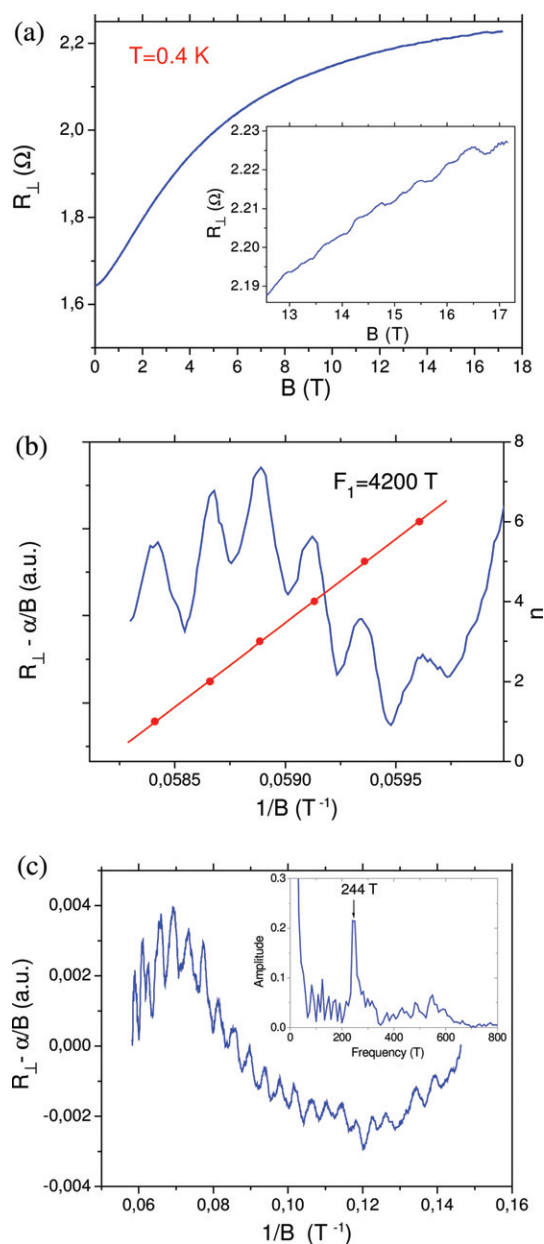 (a)
2,2
2,0
1,8
1,6
R⊥ (Ω)
T=0.4 K
2.23
2.22
2.21
2.20
2.19
R⊥ (Ω)
13 14 15 16 17
B (T)
0 2 4 6 8 10 12 14 16 18
B (T)
(b)
R⊥ - α/B (a.u.)
F₁=4200 T
8
6
4
2
0
n
0,0585 0,0590 0,0595
1/B (T⁻¹)
(c)
0,004
0,002
0,000
-0,002
-0,004
R⊥- α/B (a.u.)
244 T
0.3
0.2
0.1
0.0
Amplitude
0 200 400 600 800
Frequency (T)
0,06 0,08 0,10 0,12 0,14 0,16
1/B (T⁻¹)